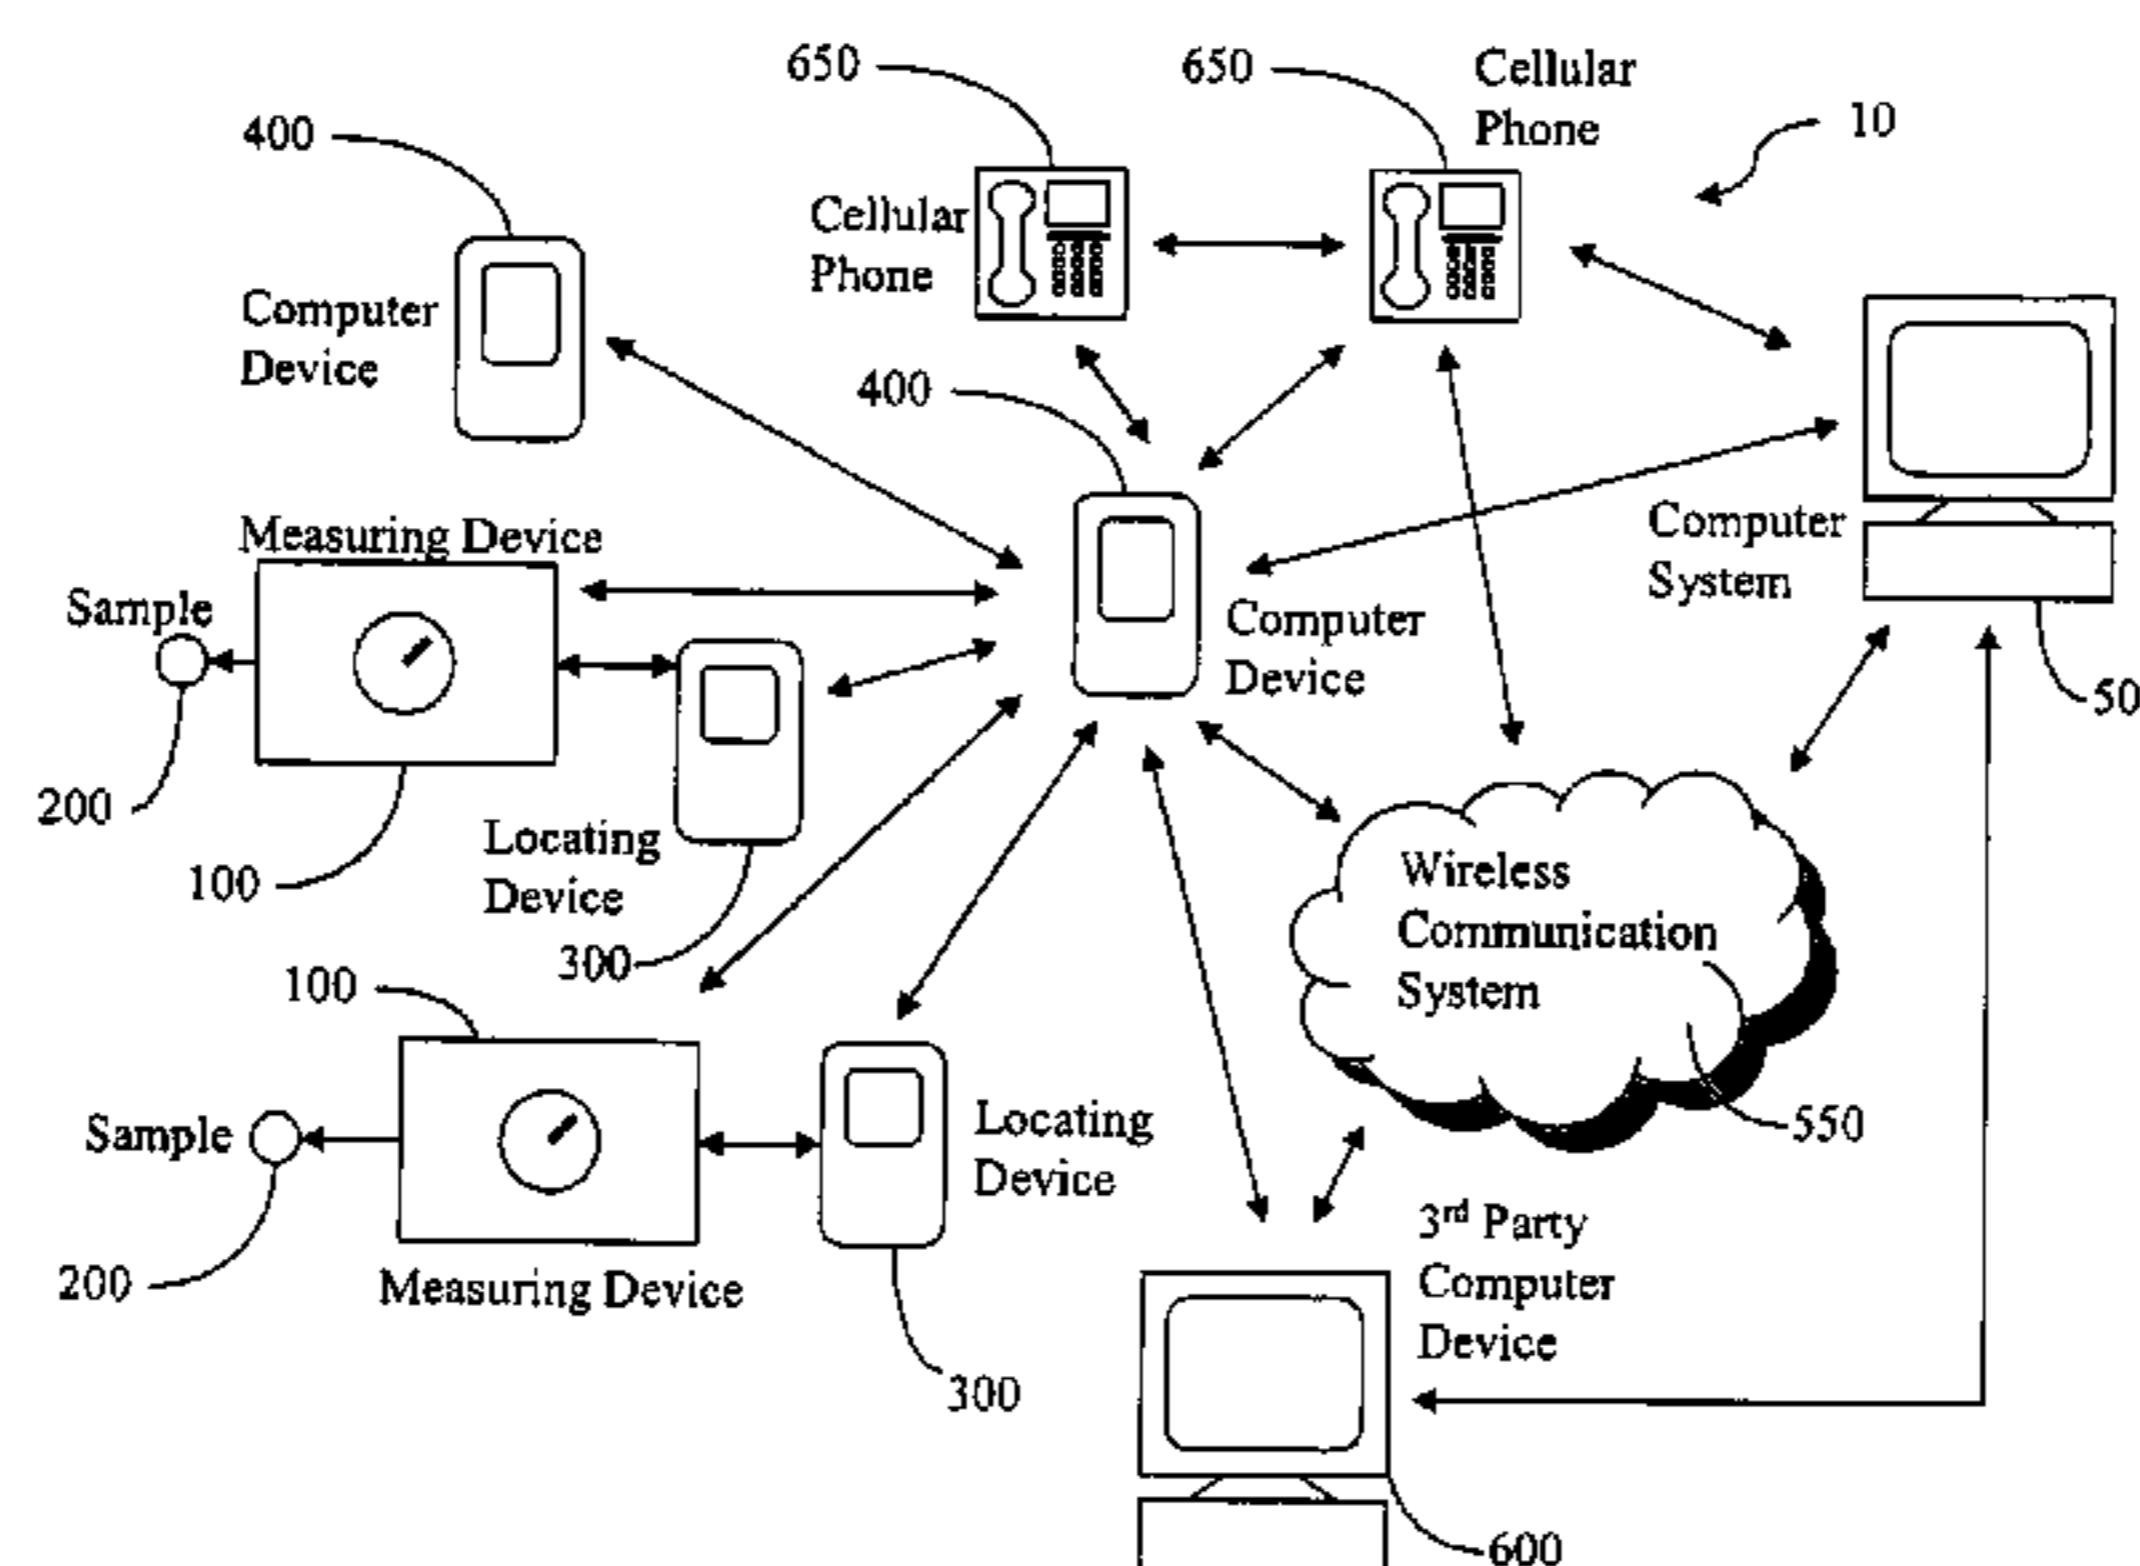 650
650
Cellular
Phone
10
400
Cellular
Phone
Computer
Device
400
Measuring Device
Computer
System
Sample
Computer
Device
50
200
Locating
Device
100
Wireless
Communication
System
300
100
550
Sample
Locating
Device
3rd Party
Computer
Device
200
Measuring Device
300
600